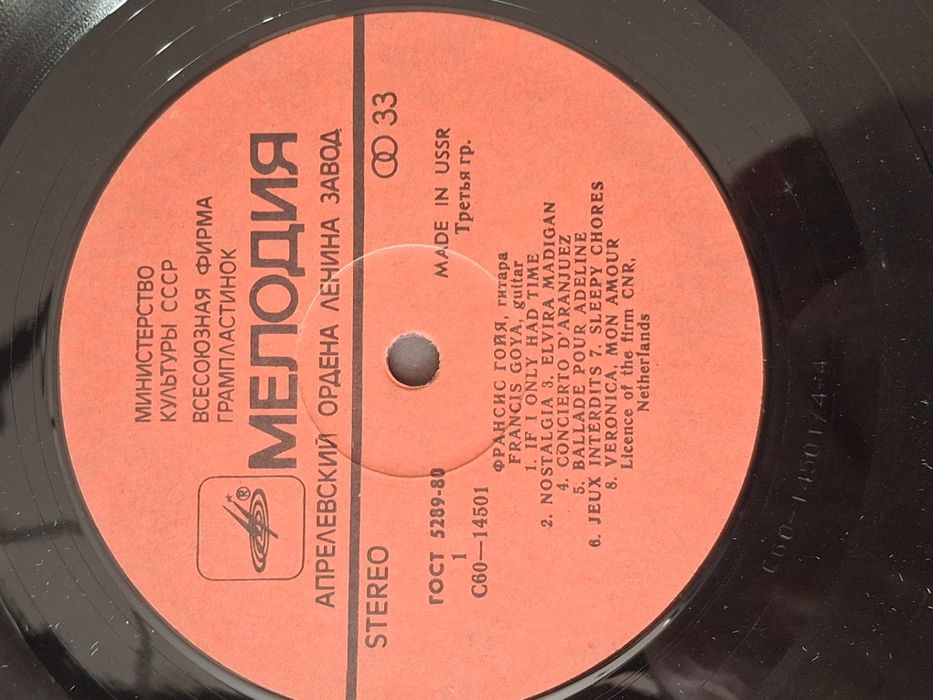 МИНИСТЕРСТВО
КУЛЬТУРЫ СССР
ВСЕСОЮЗНАЯ ФИРМА
ГРАМПЛАСТИНОК
® МЕЛОДИЯ
АПРЕЛЕВСКИЙ ОРДЕНА ЛЕНИНА ЗАВОД
STEREO 33
ГОСТ 5289-80 MADE IN USSR
1 Третья гр.
С60—14501
ФРАНСИС ГОЙЯ, гитара
FRANCIS GOYA, guitar
1. IF I ONLY HAD TIME
2. NOSTALGIA 3. ELVIRA MADIGAN
4. CONCIERTO D'ARANJUEZ
5. BALLADE POUR ADELINE
6. JEUX INTERDITS 7. SLEEPY CHORES
8. VERONICA, MON AMOUR
Licence of the firm CNR,
Netherlands